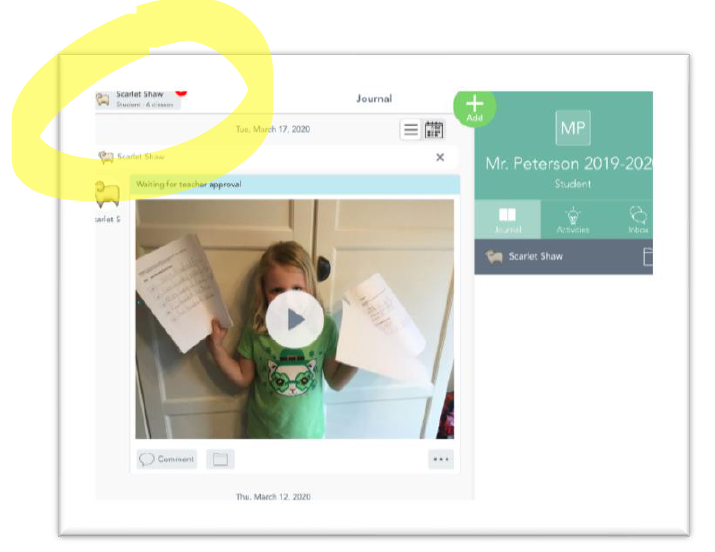 Scarlet Shaw
Student · 6 classes
Journal
Add
Tue, March 17, 2020
Scarlet Shaw
Waiting for teacher approval
carlet S
Comment
Thu, March 12, 2020
MP
Mr. Peterson 2019-202
Student
Journal
Activities
Inbox
Scarlet Shaw